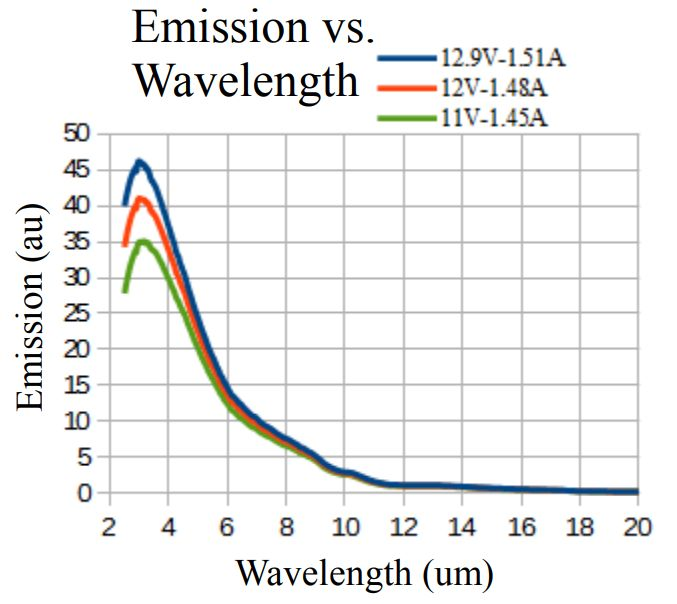 Emission vs.
Wavelength
12.9V-1.51A
12V-1.48A
11V-1.45A
50
45
40
35
30
25
20
15
10
5
0
Emission (au)
2 4 6 8 10 12 14 16 18 20
Wavelength (um)